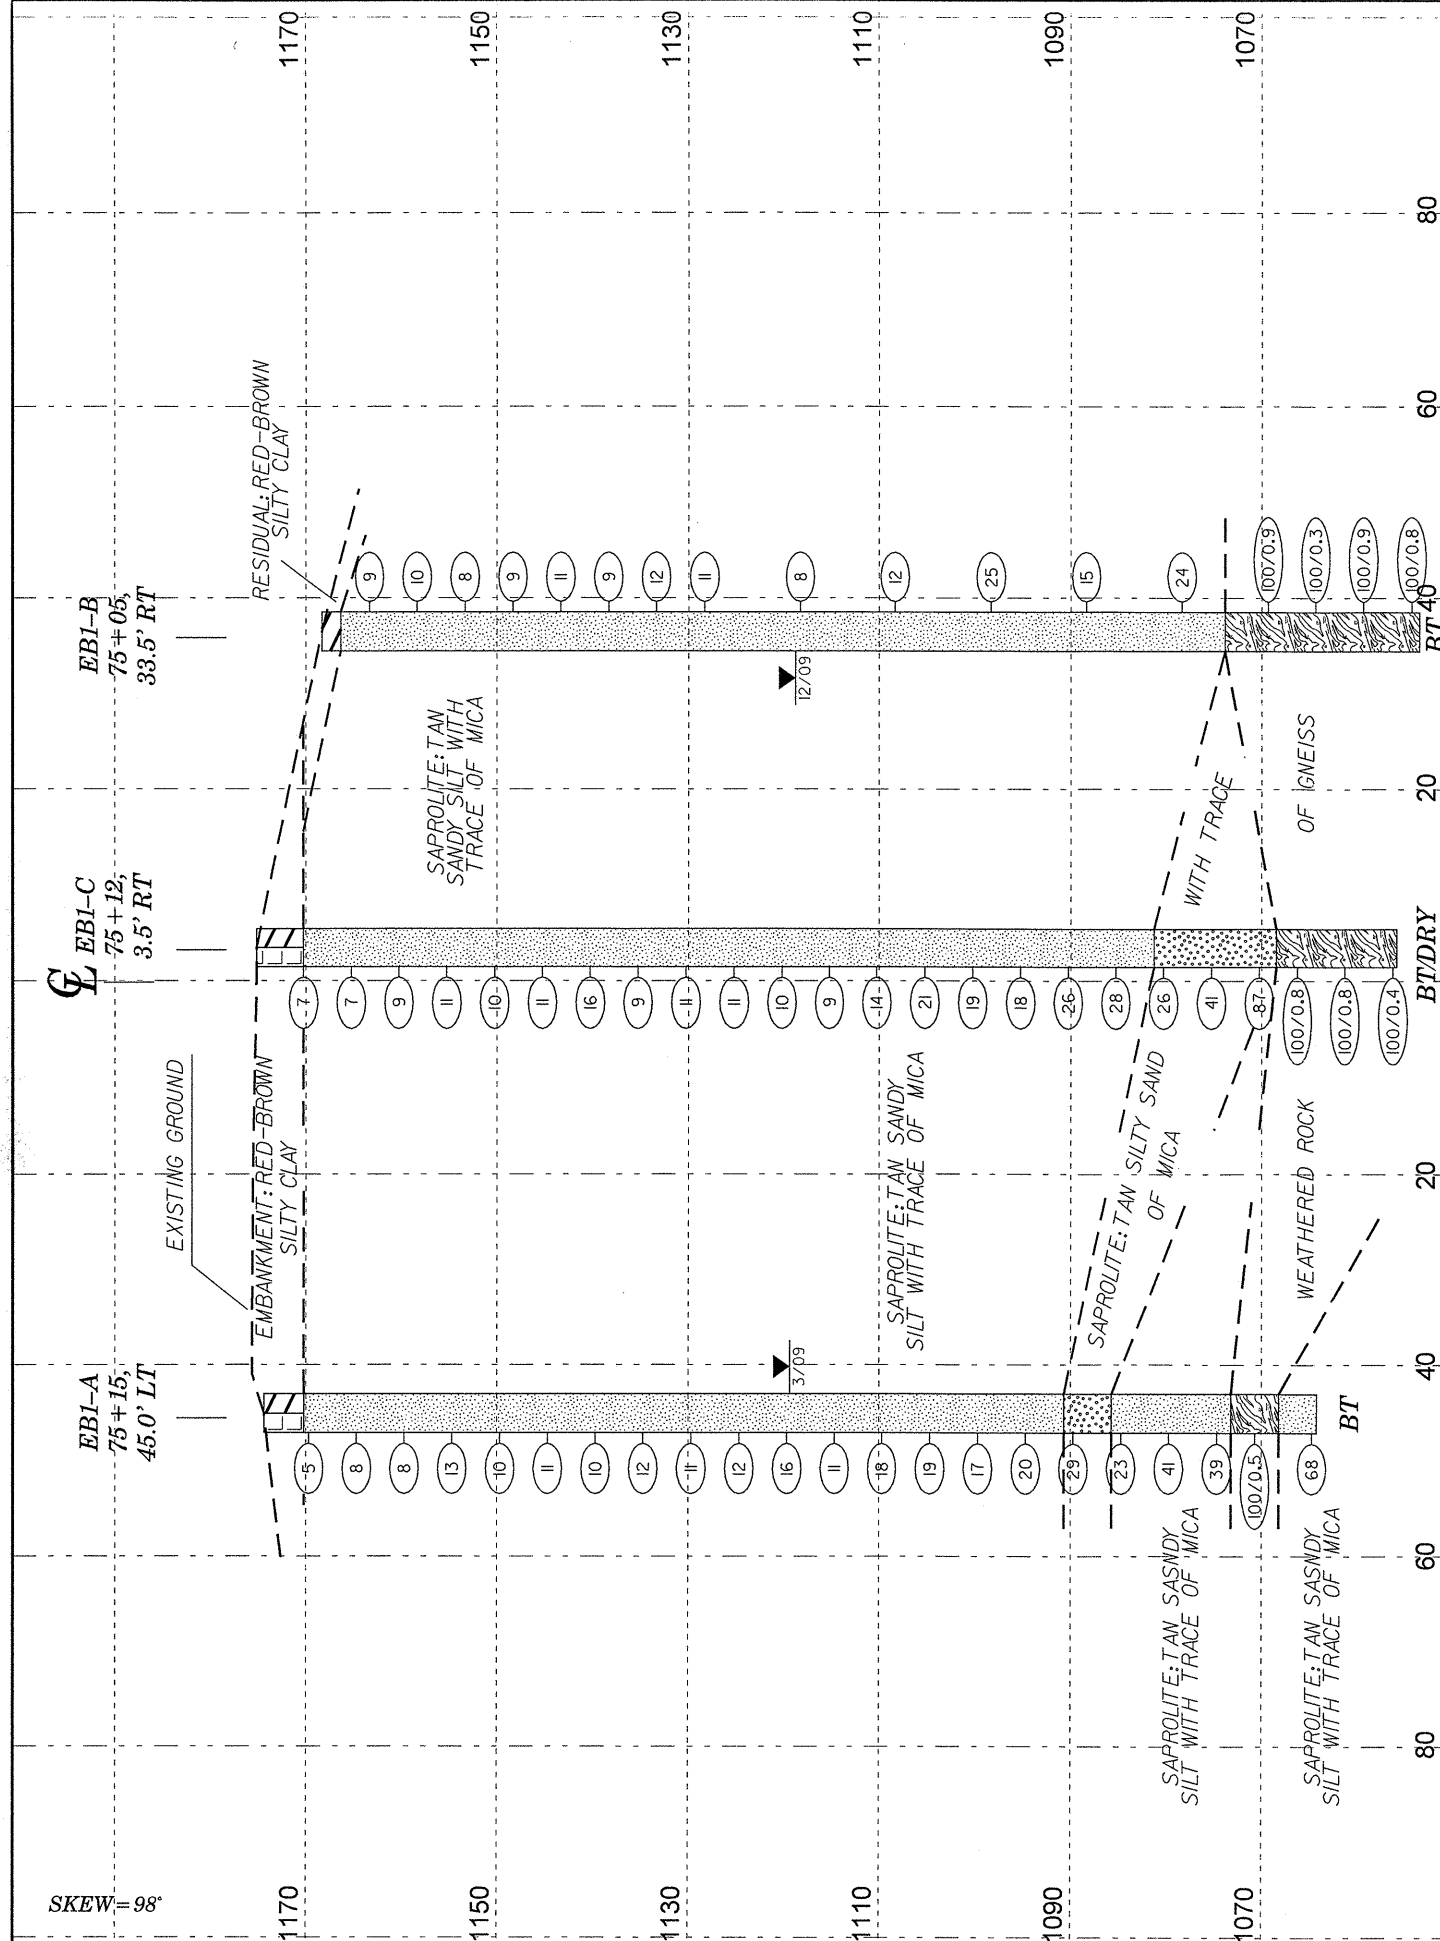 SKEW=98°
EB1-A
75+15,
45.0' LT
CL
EB1-C
75+12,
3.5' RT
EB1-B
75+05,
33.5' RT
EXISTING GROUND
EMBANKMENT:RED-BROWN
SILTY CLAY
RESIDUAL:RED-BROWN
SILTY CLAY
1170
1170
1150
1150
1130
1130
1110
1110
1090
1090
1070
1070
SAPROLITE:TAN
SANDY SILT WITH
TRACE OF MICA
SAPROLITE:TAN SANDY
SILT WITH TRACE OF MICA
SAPROLITE:TAN SILTY SAND
OF MICA
WITH TRACE
WEATHERED ROCK
OF GNEISS
SAPROLITE:TAN SASNDY
SILT WITH TRACE OF MICA
SAPROLITE:TAN SASNDY
SILT WITH TRACE OF MICA
5
8
8
13
10
11
10
12
11
12
16
11
18
19
17
20
29
23
41
39
100/0.5
68
3/09
BT
7
7
9
11
10
11
16
9
11
11
10
9
14
21
19
18
26
28
26
41
87
100/0.8
100/0.8
100/0.4
BT/DRY
9
10
8
9
11
9
12
11
8
12
25
15
24
100/0.9
100/0.3
100/0.9
100/0.8
12/09
BT
80
60
40
20
20
40
60
80